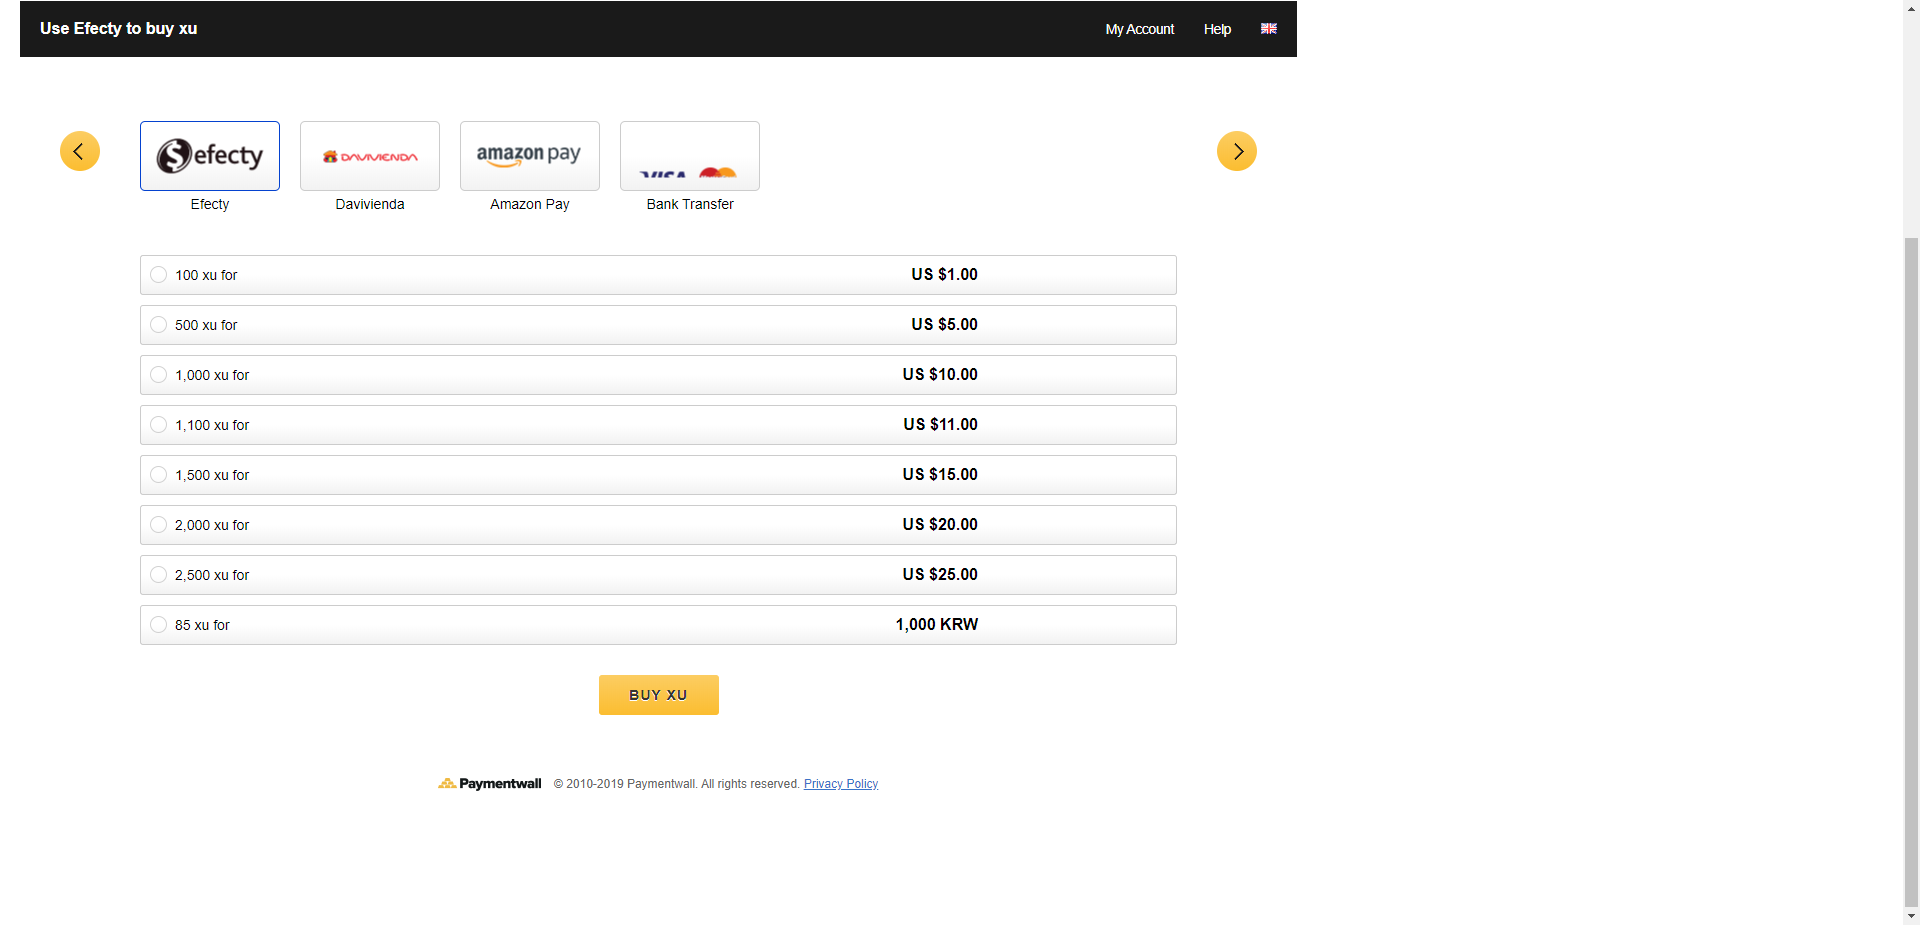 Use Efecty to buy xu
My Account Help
efecty
DAVIVIENDA
amazon pay
VISA
Efecty
Davivienda
Amazon Pay
Bank Transfer
100 xu for US $1.00
500 xu for US $5.00
1,000 xu for US $10.00
1,100 xu for US $11.00
1,500 xu for US $15.00
2,000 xu for US $20.00
2,500 xu for US $25.00
85 xu for 1,000 KRW
BUY XU
Paymentwall © 2010-2019 Paymentwall. All rights reserved. Privacy Policy